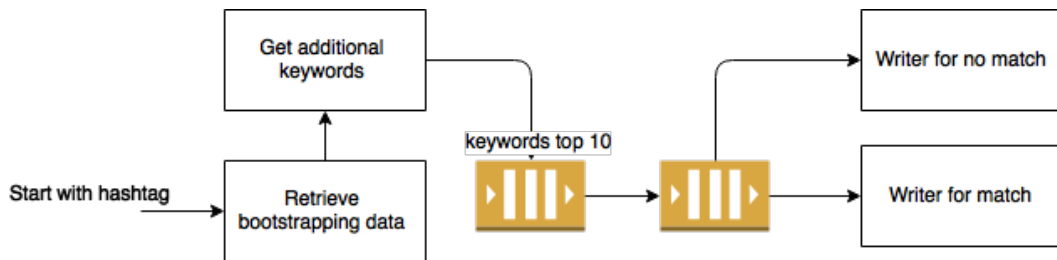 Get additional
keywords
Writer for no match
keywords top 10
Start with hashtag
Retrieve
bootstrapping data
Writer for match